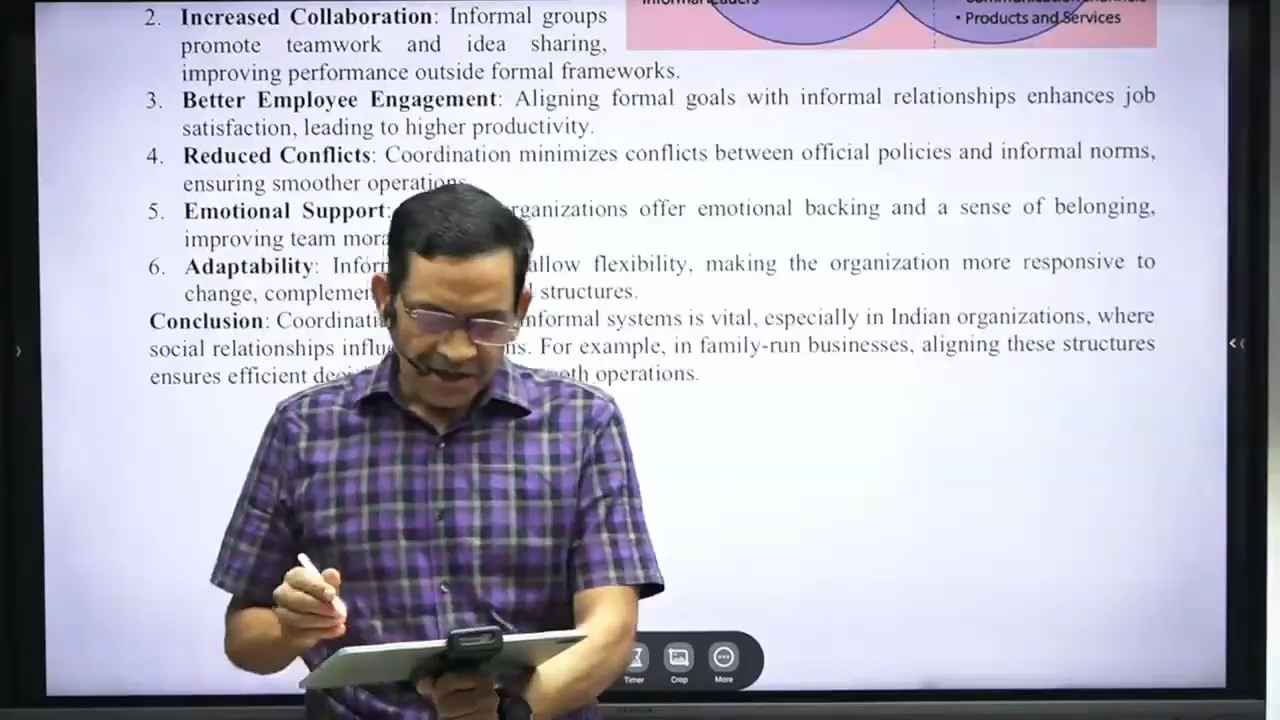 2. Increased Collaboration: Informal groups
promote teamwork and idea sharing,
improving performance outside formal frameworks.
• Products and Services
3. Better Employee Engagement: Aligning formal goals with informal relationships enhances job
satisfaction, leading to higher productivity.
4. Reduced Conflicts: Coordination minimizes conflicts between official policies and informal norms,
ensuring smoother operations.
5. Emotional Support: organizations offer emotional backing and a sense of belonging,
improving team
6. Adaptability: allow flexibility, making the organization more responsive to
change, structures.
Conclusion: informal systems is vital, especially in Indian organizations, where
social relationships For example, in family-run businesses, aligning these structures
ensures efficient operations.
Timer
Crop
More